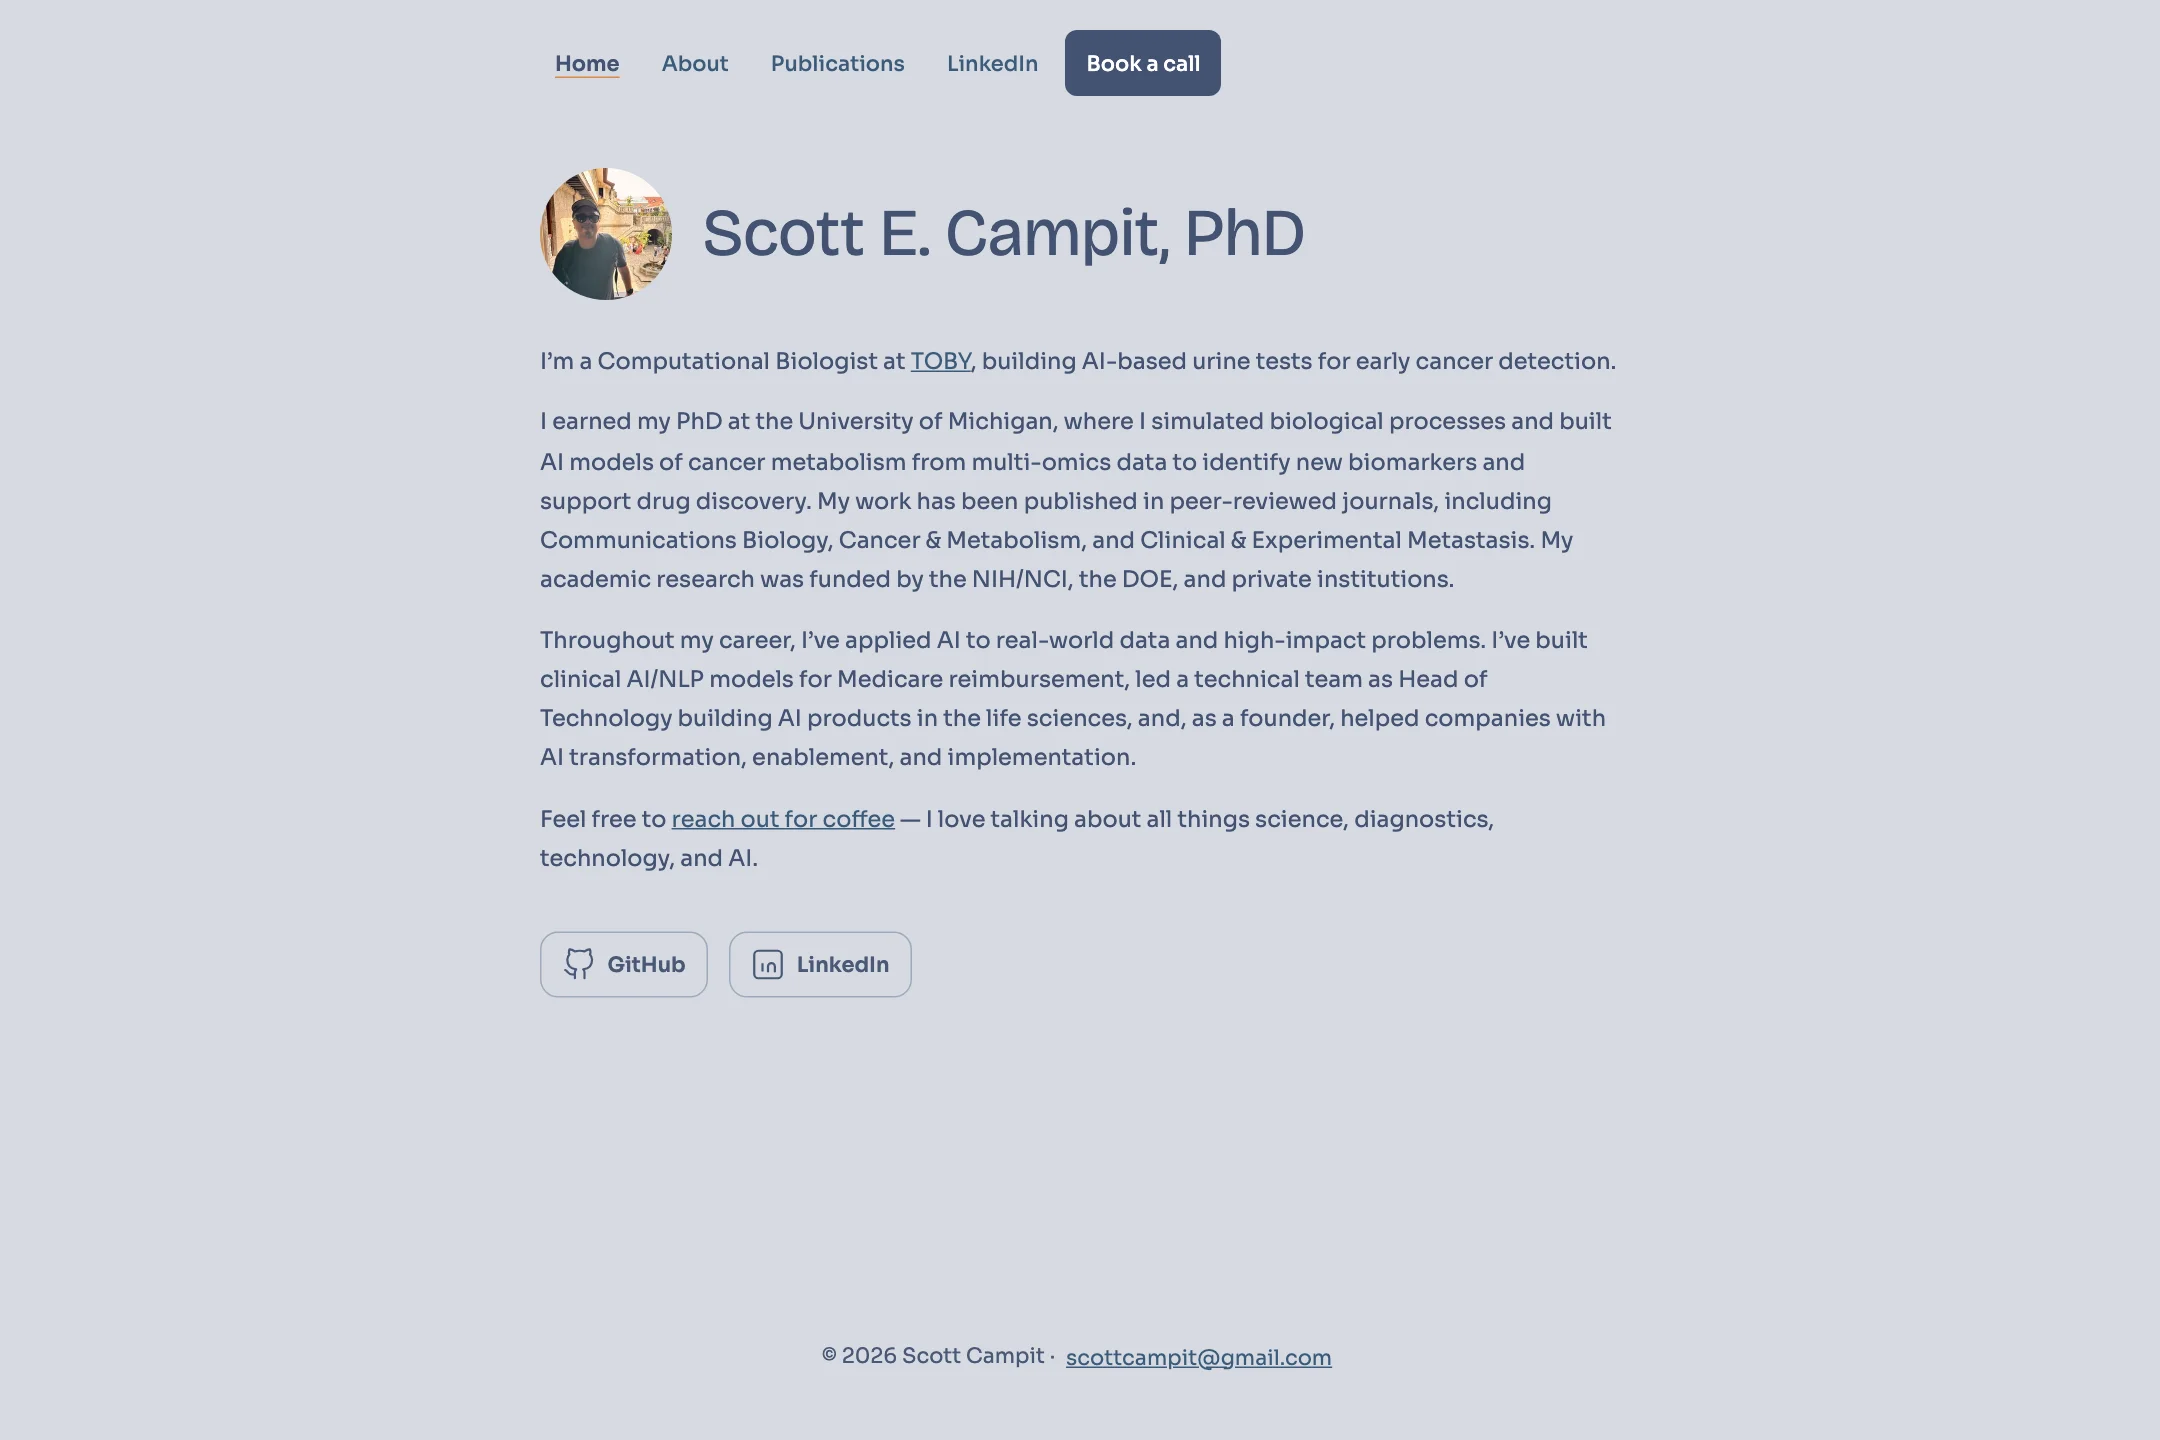 Home About Publications LinkedIn Book a call
Scott E. Campit, PhD
I’m a Computational Biologist at TOBY, building AI-based urine tests for early cancer detection.
I earned my PhD at the University of Michigan, where I simulated biological processes and built
AI models of cancer metabolism from multi-omics data to identify new biomarkers and
support drug discovery. My work has been published in peer-reviewed journals, including
Communications Biology, Cancer & Metabolism, and Clinical & Experimental Metastasis. My
academic research was funded by the NIH/NCI, the DOE, and private institutions.
Throughout my career, I’ve applied AI to real-world data and high-impact problems. I’ve built
clinical AI/NLP models for Medicare reimbursement, led a technical team as Head of
Technology building AI products in the life sciences, and, as a founder, helped companies with
AI transformation, enablement, and implementation.
Feel free to reach out for coffee — I love talking about all things science, diagnostics,
technology, and AI.
GitHub LinkedIn
© 2026 Scott Campit · scottcampit@gmail.com